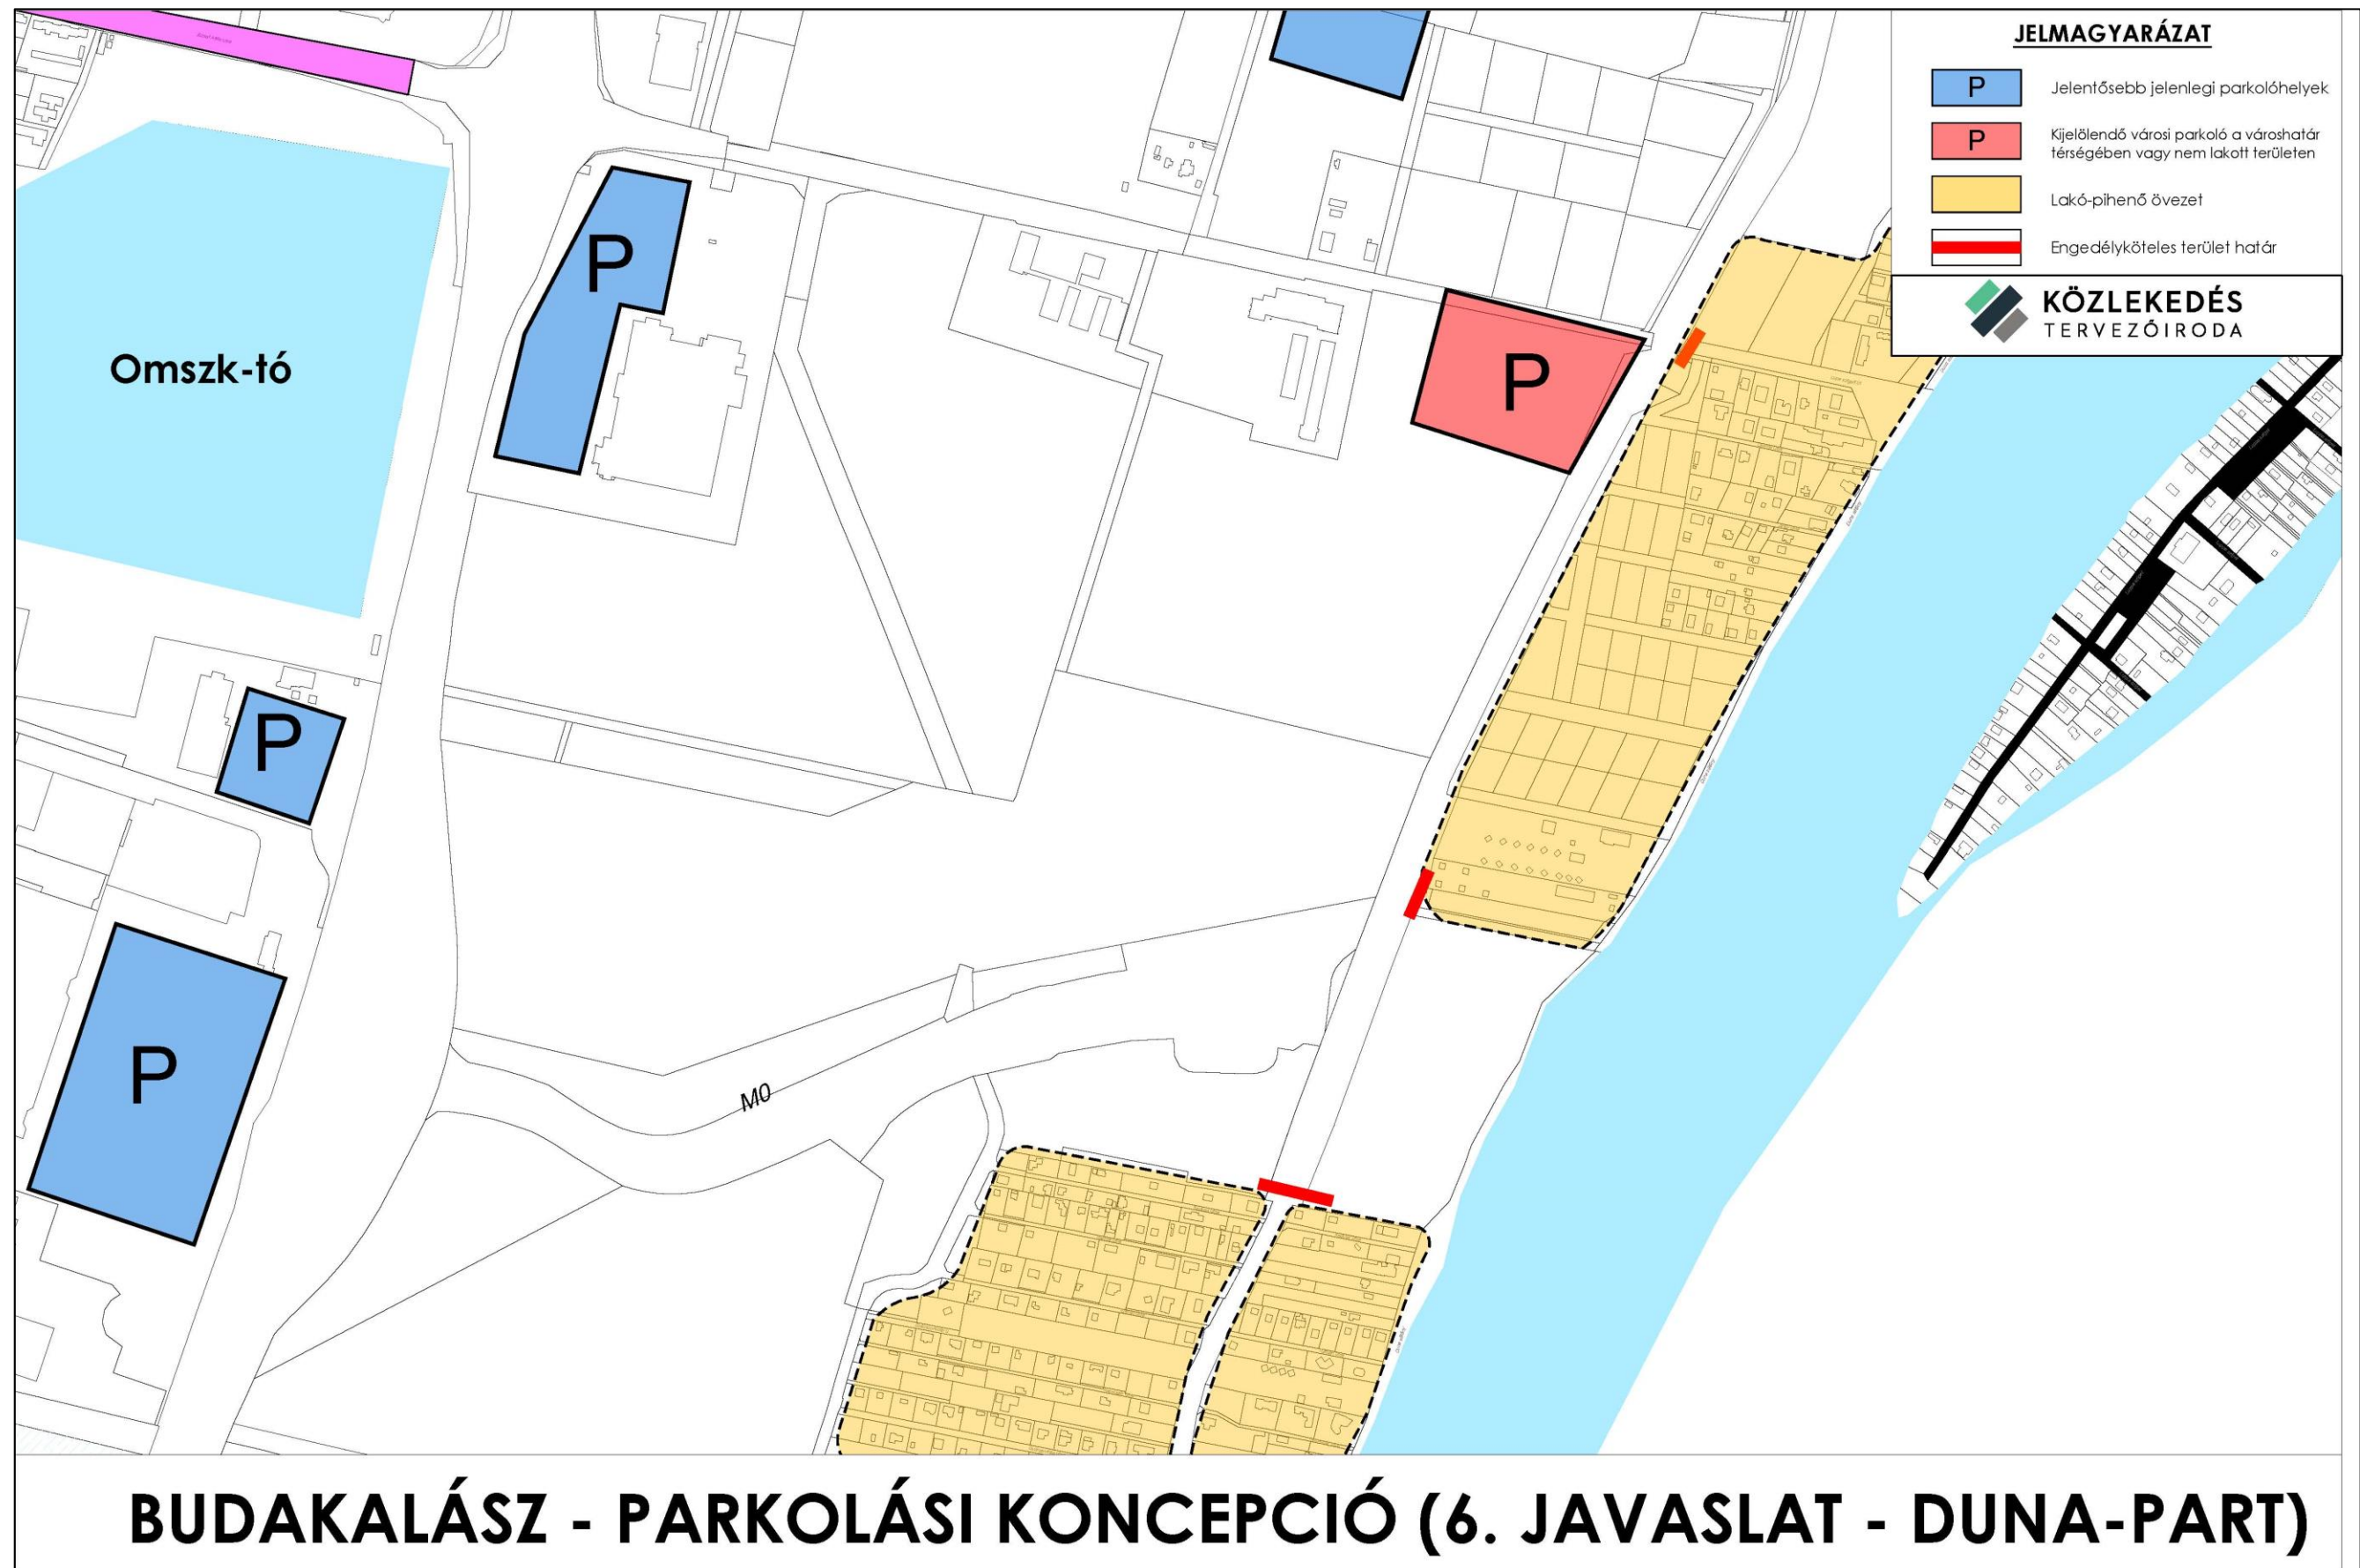 JELMAGYARÁZAT
P
Jelentősebb jelenlegi parkolóhelyek
P
Kijelölendő városi parkoló a városhatár
térségében vagy nem lakott területen
Lakó-pihenő övezet
Engedélyköteles terület határ
KÖZLEKEDÉS
TERVEZŐIRODA
P
Omszk-tó
P
P
P
M0
BUDAKALÁSZ - PARKOLÁSI KONCEPCIÓ (6. JAVASLAT - DUNA-PART)